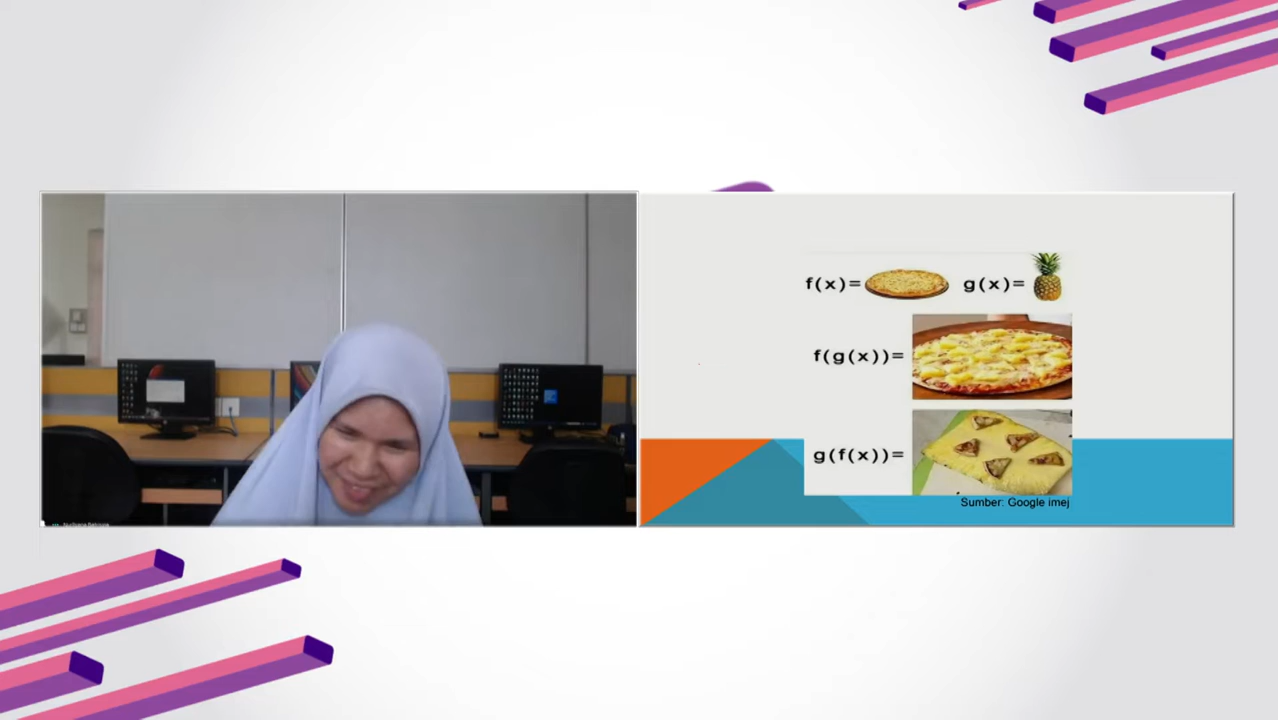 f(x)= g(x)=
f(g(x))=
g(f(x))=
Sumber: Google imej